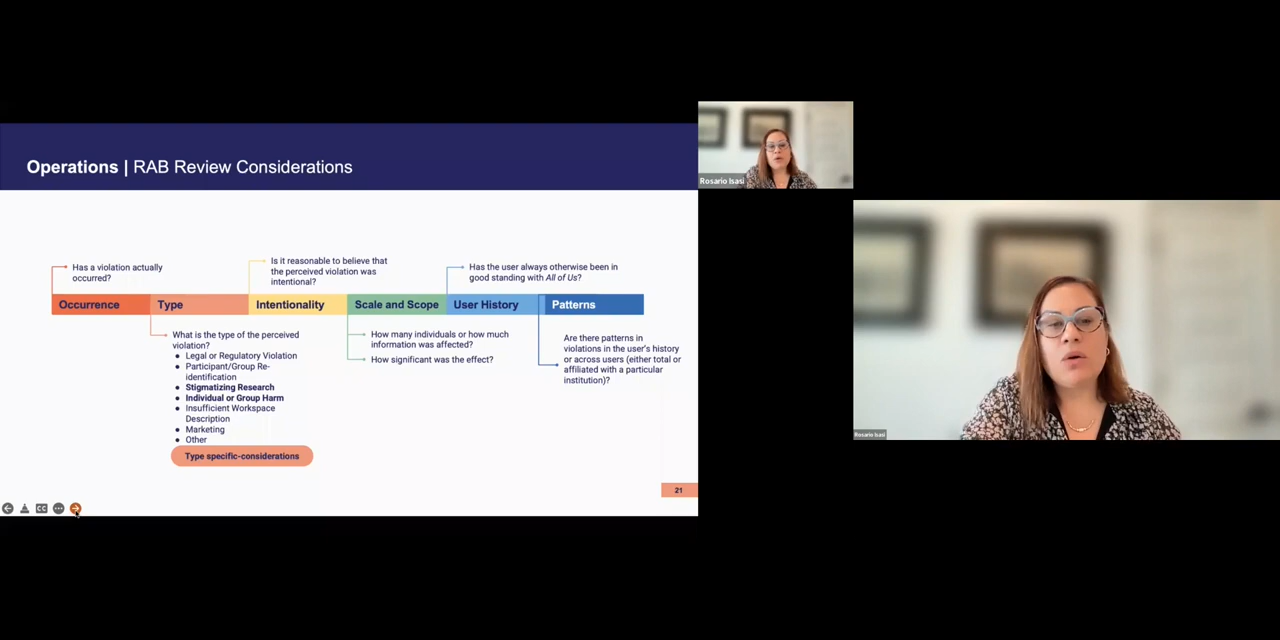 Operations | RAB Review Considerations
Has a violation actually
occurred?
Is it reasonable to believe that
the perceived violation was
intentional?
Has the user always otherwise been in
good standing with All of Us?
Occurrence
Type
Intentionality
Scale and Scope
User History
Patterns
What is the type of the perceived
violation?
● Legal or Regulatory Violation
● Participant/Group Re-
identification
● Stigmatizing Research
● Individual or Group Harm
● Insufficient Workspace
Description
● Marketing
● Other
Type specific-considerations
How many individuals or how much
information was affected?
How significant was the effect?
Are there patterns in
violations in the user's history
or across users (either total or
affiliated with a particular
institution)?
21
CC
Rosario Isasi
Rosario Isasi